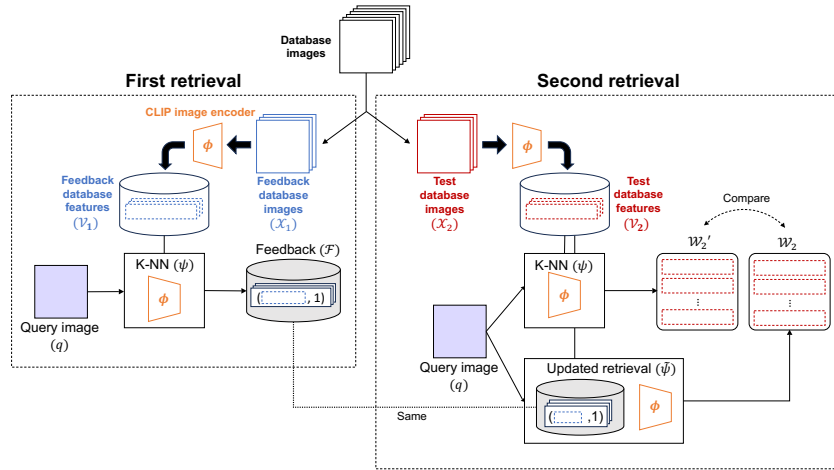 Database
images
First retrieval
Second retrieval
CLIP image encoder
ϕ
ϕ
Feedback
database
features
(𝒱₁)
Feedback
database
images
(𝒳₁)
Test
database
images
(𝒳₂)
Test
database
features
(𝒱₂)
Compare
𝒲₂′
𝒲₂
K-NN (ψ)
ϕ
Feedback (ℱ)
( , 1)
Query image
(q)
K-NN (ψ)
ϕ
⋮
⋮
Query image
(q)
Updated retrieval (ψ̃)
( ,1)
ϕ
Same